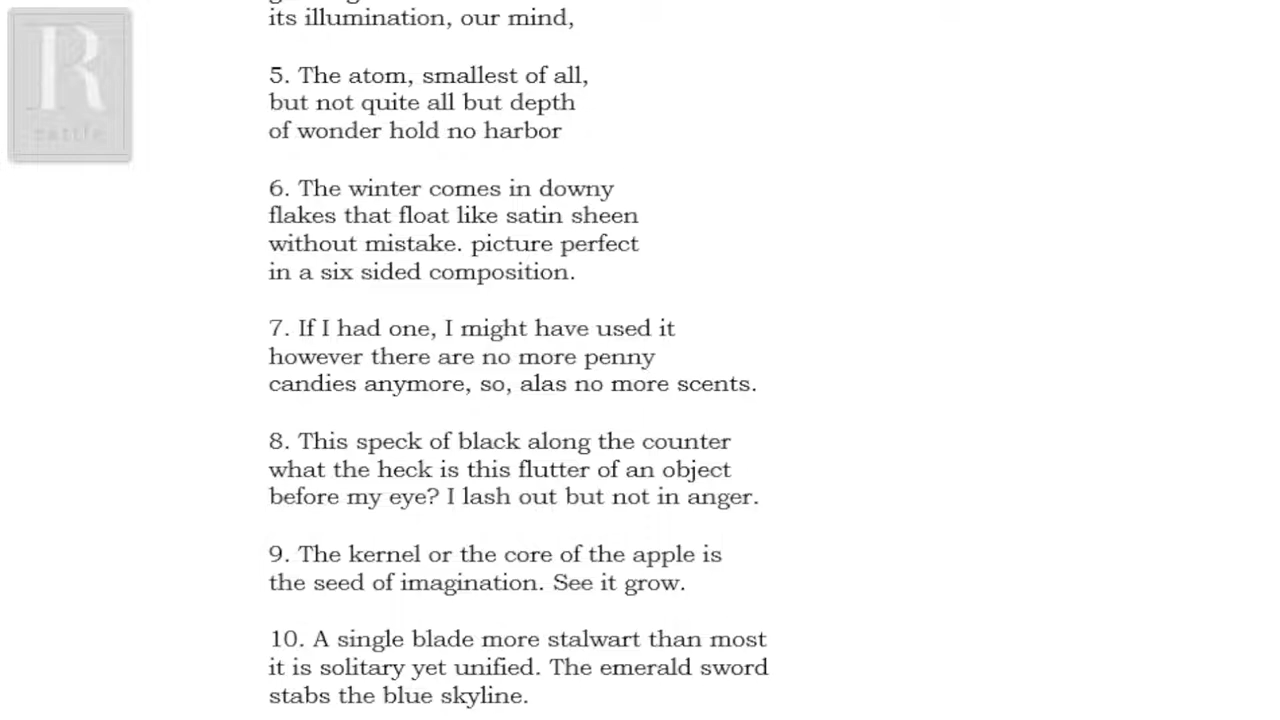 its illumination, our mind,
5. The atom, smallest of all,
but not quite all but depth
of wonder hold no harbor
6. The winter comes in downy
flakes that float like satin sheen
without mistake. picture perfect
in a six sided composition.
7. If I had one, I might have used it
however there are no more penny
candies anymore, so, alas no more scents.
8. This speck of black along the counter
what the heck is this flutter of an object
before my eye? I lash out but not in anger.
9. The kernel or the core of the apple is
the seed of imagination. See it grow.
10. A single blade more stalwart than most
it is solitary yet unified. The emerald sword
stabs the blue skyline.
R
rattle